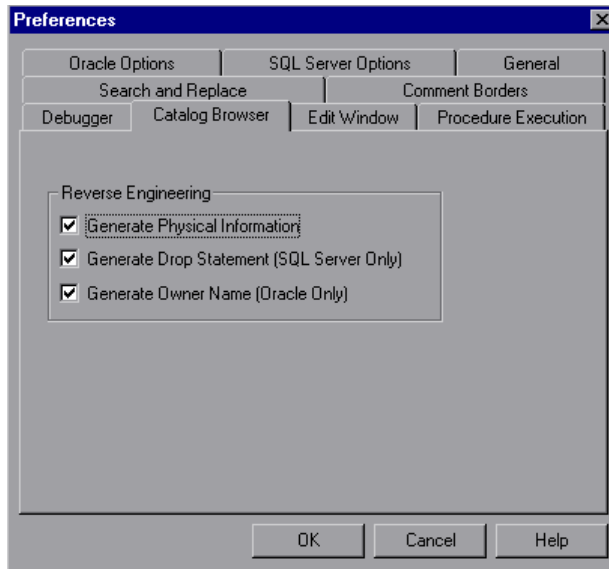 Preferences
Oracle Options SQL Server Options General
Search and Replace Comment Borders
Debugger Catalog Browser Edit Window Procedure Execution
Reverse Engineering
Generate Physical Information
Generate Drop Statement (SQL Server Only)
Generate Owner Name (Oracle Only)
OK Cancel Help